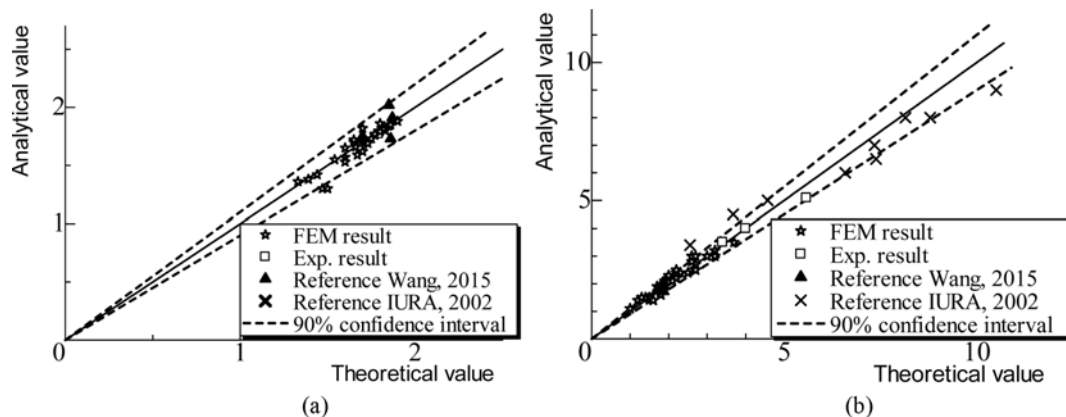 Analytical value
2
1
0
1
2
Theoretical value
FEM result
Exp. result
Reference Wang, 2015
Reference IURA, 2002
90% confidence interval
(a)
Analytical value
10
5
0
5
10
Theoretical value
FEM result
Exp. result
Reference Wang, 2015
Reference IURA, 2002
90% confidence interval
(b)